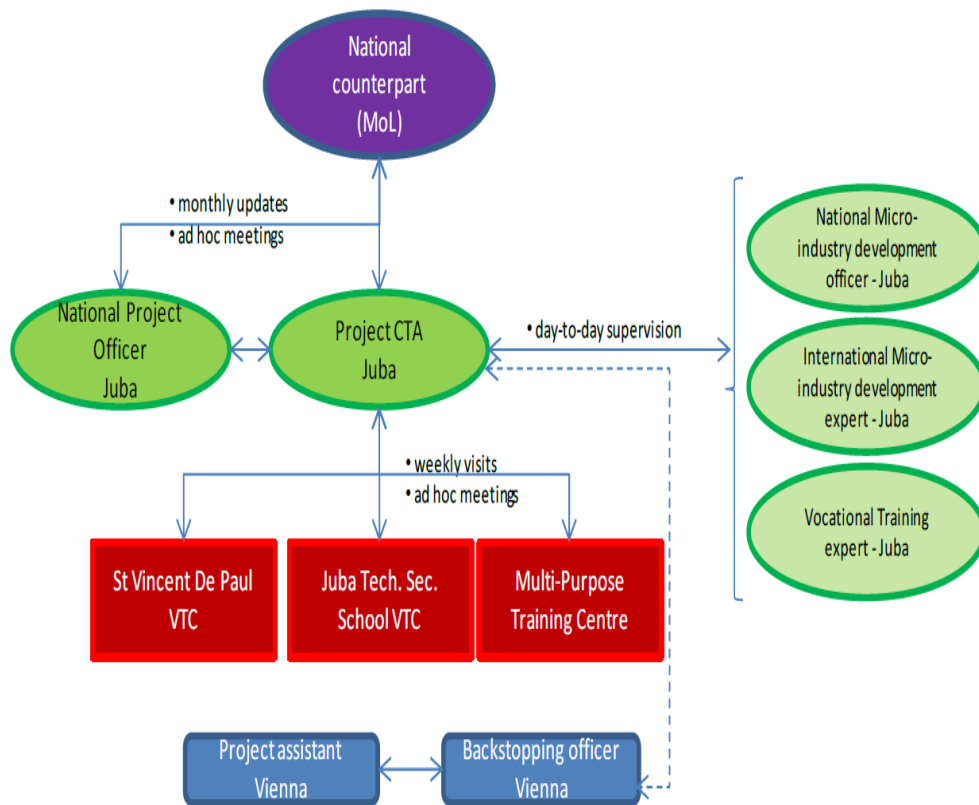 National
counterpart
(MoL)
• monthly updates
• ad hoc meetings
National Project
Officer
Juba
Project CTA
Juba
• day-to-day supervision
National Micro-
industry development
officer - Juba
International Micro-
industry development
expert - Juba
Vocational Training
expert - Juba
• weekly visits
• ad hoc meetings
St Vincent De Paul
VTC
Juba Tech. Sec.
School VTC
Multi-Purpose
Training Centre
Project assistant
Vienna
Backstopping officer
Vienna